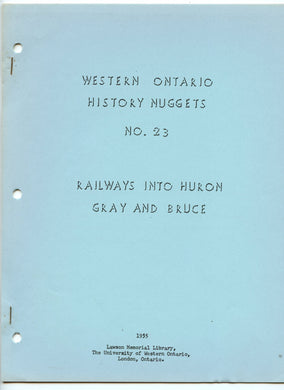 WESTERN ONTARIO
HISTORY NUGGETS
NO. 23
RAILWAYS INTO HURON
GRAY AND BRUCE
1955
Lawson Memorial Library,
The University of Western Ontario,
London, Ontario.